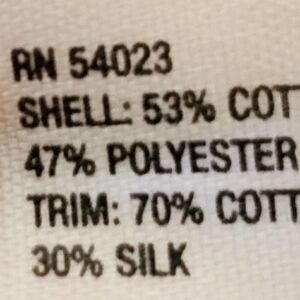 RN 54023
SHELL: 53% COTT
47% POLYESTER
TRIM: 70% COTT
30% SILK